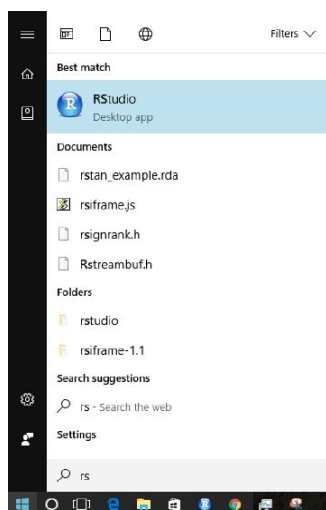 Filters
Best match
RStudio
Desktop app
Documents
rstan_example.rda
rsiframe.js
rsignrank.h
Rstreambuf.h
Folders
rstudio
rsiframe-1.1
Search suggestions
rs - Search the web
Settings
rs